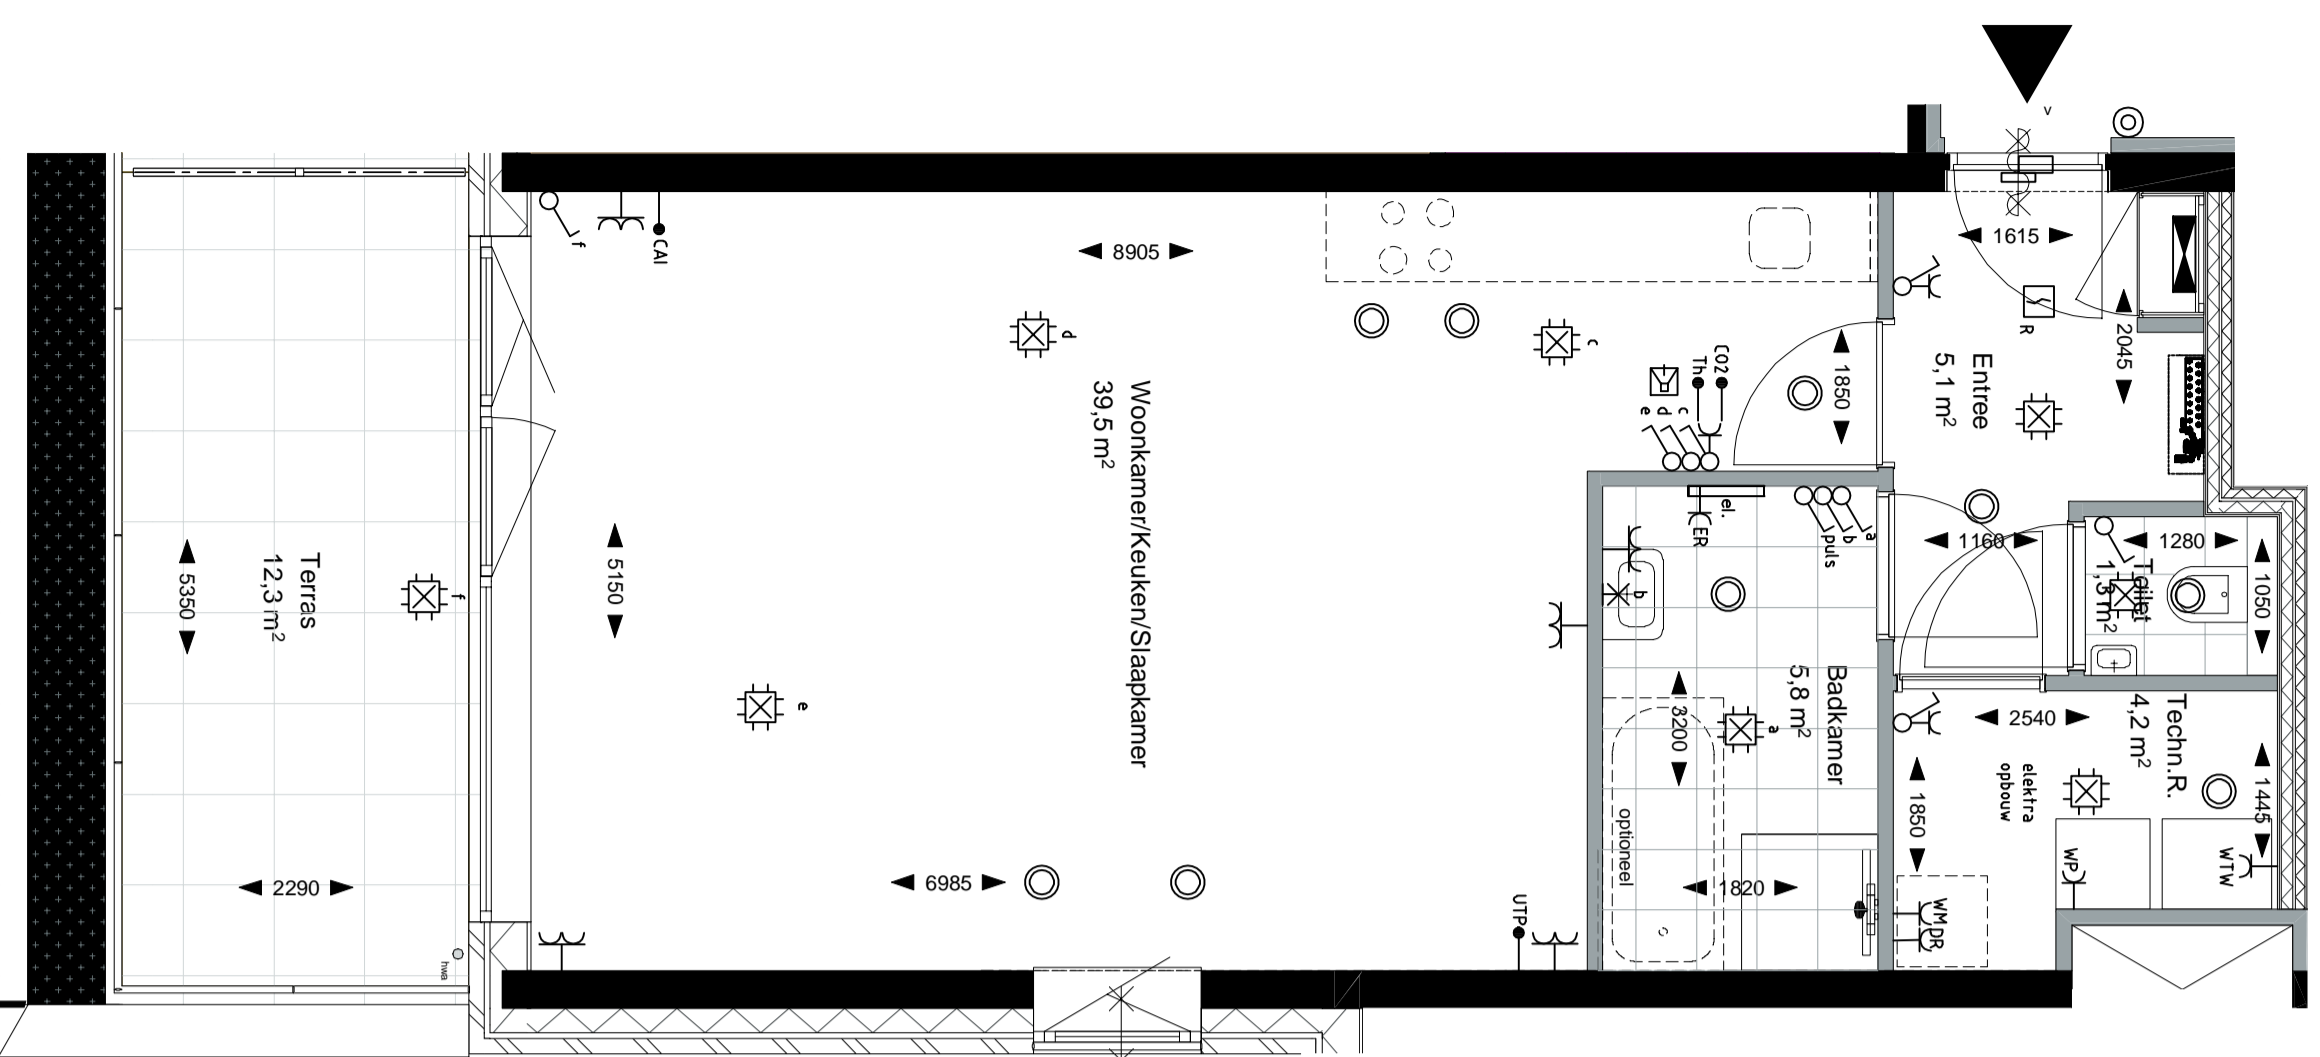 v
1615
R
2045
Entree
5,1 m²
f
CAI
8905
d
c
CO2
Th
c
d
e
1850
Woonkamer/Keuken/Slaapkamer
39,5 m²
el.
ER
a
b
puls
1160
1280
Toilet
1,3 m²
1050
b
5150
5350
Terras
12,3 m²
f
e
3200
Badkamer
5,8 m²
a
optioneel
1820
2540
Techn.R.
4,2 m²
elektra
opbouw
1850
1445
WP
WTW
WM
DR
2290
6985
UTP
hwa